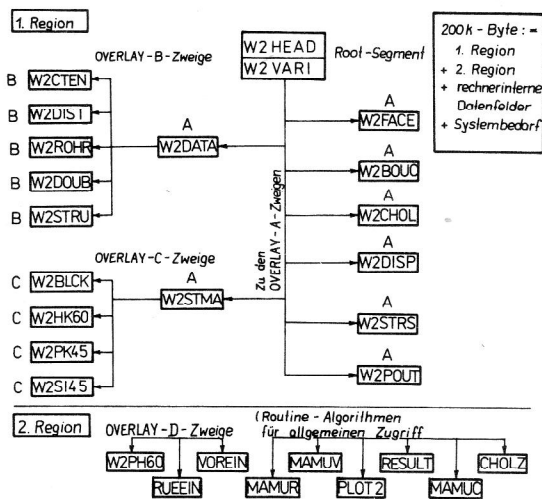 1. Region
OVERLAY-B-Zweige
W2HEAD
W2VARI
Root-Segment
200k-Byte: =
1. Region
+ 2. Region
+ rechnerinterne
Datenfelder
+ Systembedarf
B W2CTEN
B W2DIST
B W2ROHR
B W2DOUB
B W2STRU
A
W2DATA
A
W2FACE
A
W2BOUC
A
W2CHOL
A
W2DISP
A
W2STRS
A
W2POUT
Zu den
OVERLAY-A-Zweigen
OVERLAY-C-Zweige
C W2BLCK
C W2HK60
C W2PK45
C W2SI45
A
W2STMA
2. Region
OVERLAY-D-Zweige
(Routine-Algorithmen
für allgemeinen Zugriff
W2PH60
VOREIN
MAMUV
RESULT
CHOLZ
RUEEIN
MAMUR
PLOT2
MAMUC